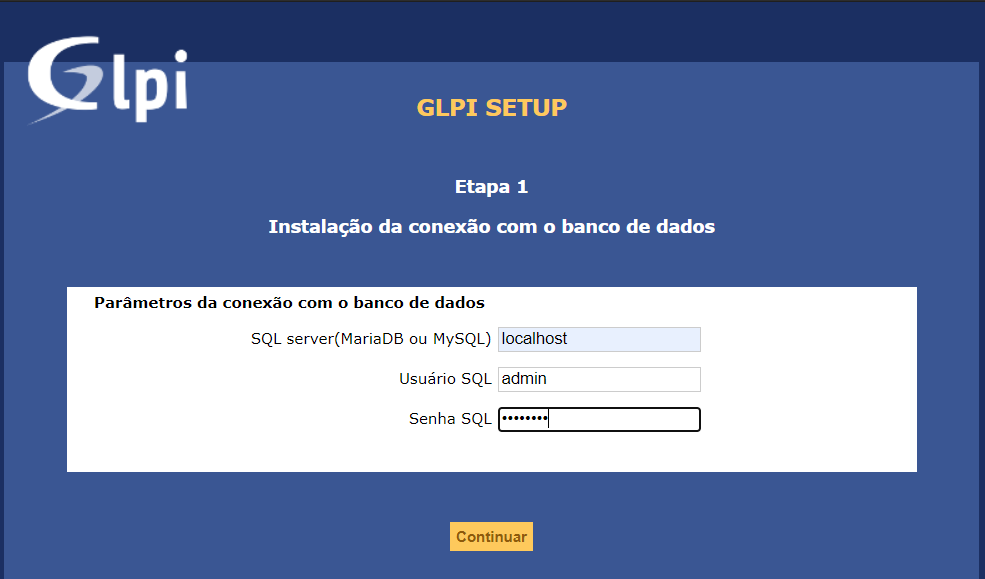 Glpi
GLPI SETUP
Etapa 1
Instalação da conexão com o banco de dados
Parâmetros da conexão com o banco de dados
SQL server(MariaDB ou MySQL) localhost
Usuário SQL admin
Senha SQL ••••••••
Continuar